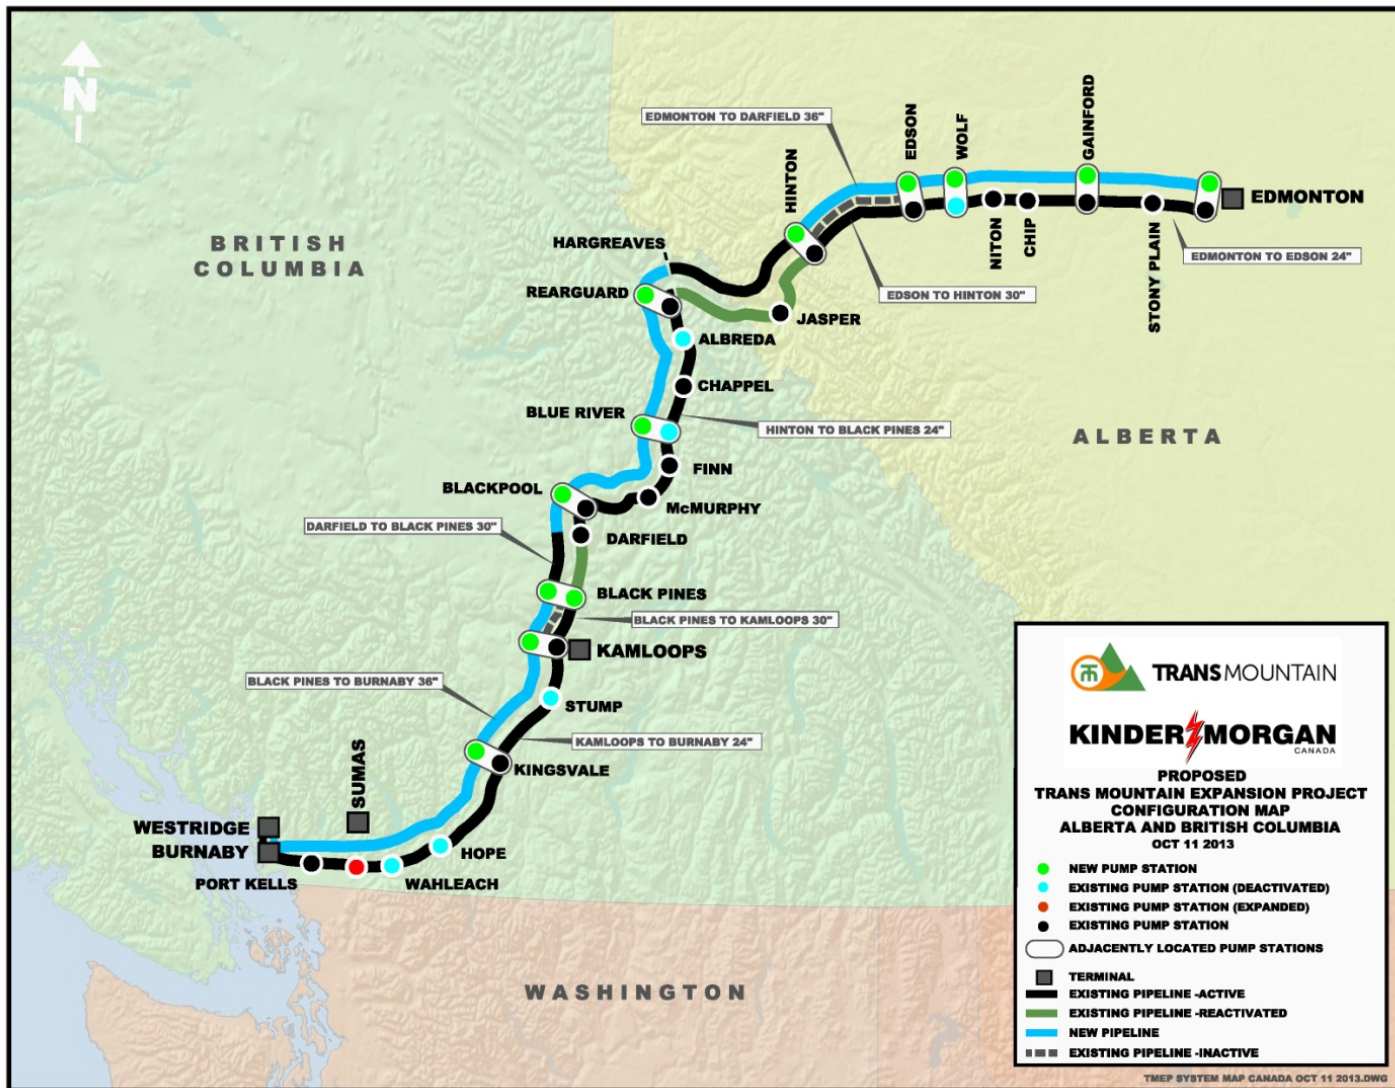 N
EDMONTON TO DARFIELD 36"
EDSON
WOLF
GAINFORD
HINTON
EDMONTON
BRITISH
COLUMBIA
HARGREAVES
NITON
CHIP
STONY PLAIN
EDMONTON TO EDSON 24"
REARGUARD
EDSON TO HINTON 30"
JASPER
ALBREDA
CHAPPEL
BLUE RIVER
HINTON TO BLACK PINES 24"
ALBERTA
FINN
BLACKPOOL
McMURPHY
DARFIELD TO BLACK PINES 30"
DARFIELD
BLACK PINES
BLACK PINES TO KAMLOOPS 30"
KAMLOOPS
BLACK PINES TO BURNABY 36"
STUMP
KAMLOOPS TO BURNABY 24"
SUMAS
KINGSVALE
WESTRIDGE
BURNABY
HOPE
PORT KELLS
WAHLEACH
WASHINGTON
TRANSMOUNTAIN
KINDER MORGAN
CANADA
PROPOSED
TRANS MOUNTAIN EXPANSION PROJECT
CONFIGURATION MAP
ALBERTA AND BRITISH COLUMBIA
OCT 11 2013
NEW PUMP STATION
EXISTING PUMP STATION (DEACTIVATED)
EXISTING PUMP STATION (EXPANDED)
EXISTING PUMP STATION
ADJACENTLY LOCATED PUMP STATIONS
TERMINAL
EXISTING PIPELINE -ACTIVE
EXISTING PIPELINE -REACTIVATED
NEW PIPELINE
EXISTING PIPELINE -INACTIVE
TMEP SYSTEM MAP CANADA OCT 11 2013.DWG